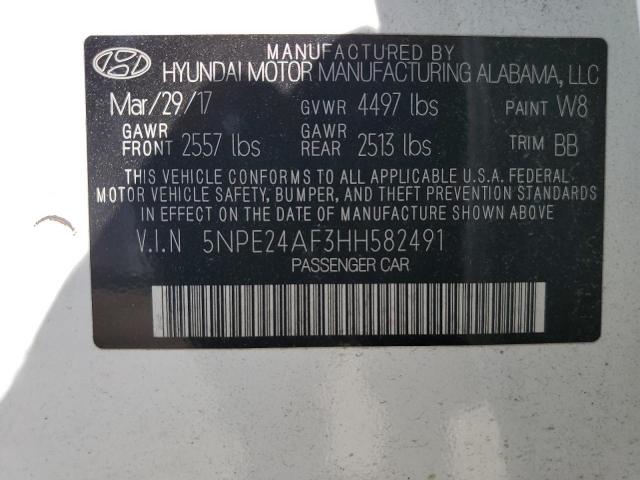 MANUFACTURED BY
HYUNDAI MOTOR MANUFACTURING ALABAMA, LLC
Mar/29/17 GVWR 4497 lbs PAINT W8
GAWR FRONT 2557 lbs GAWR REAR 2513 lbs TRIM BB
THIS VEHICLE CONFORMS TO ALL APPLICABLE U.S.A. FEDERAL
MOTOR VEHICLE SAFETY, BUMPER, AND THEFT PREVENTION STANDARDS
IN EFFECT ON THE DATE OF MANUFACTURE SHOWN ABOVE
V.I.N 5NPE24AF3HH582491
PASSENGER CAR